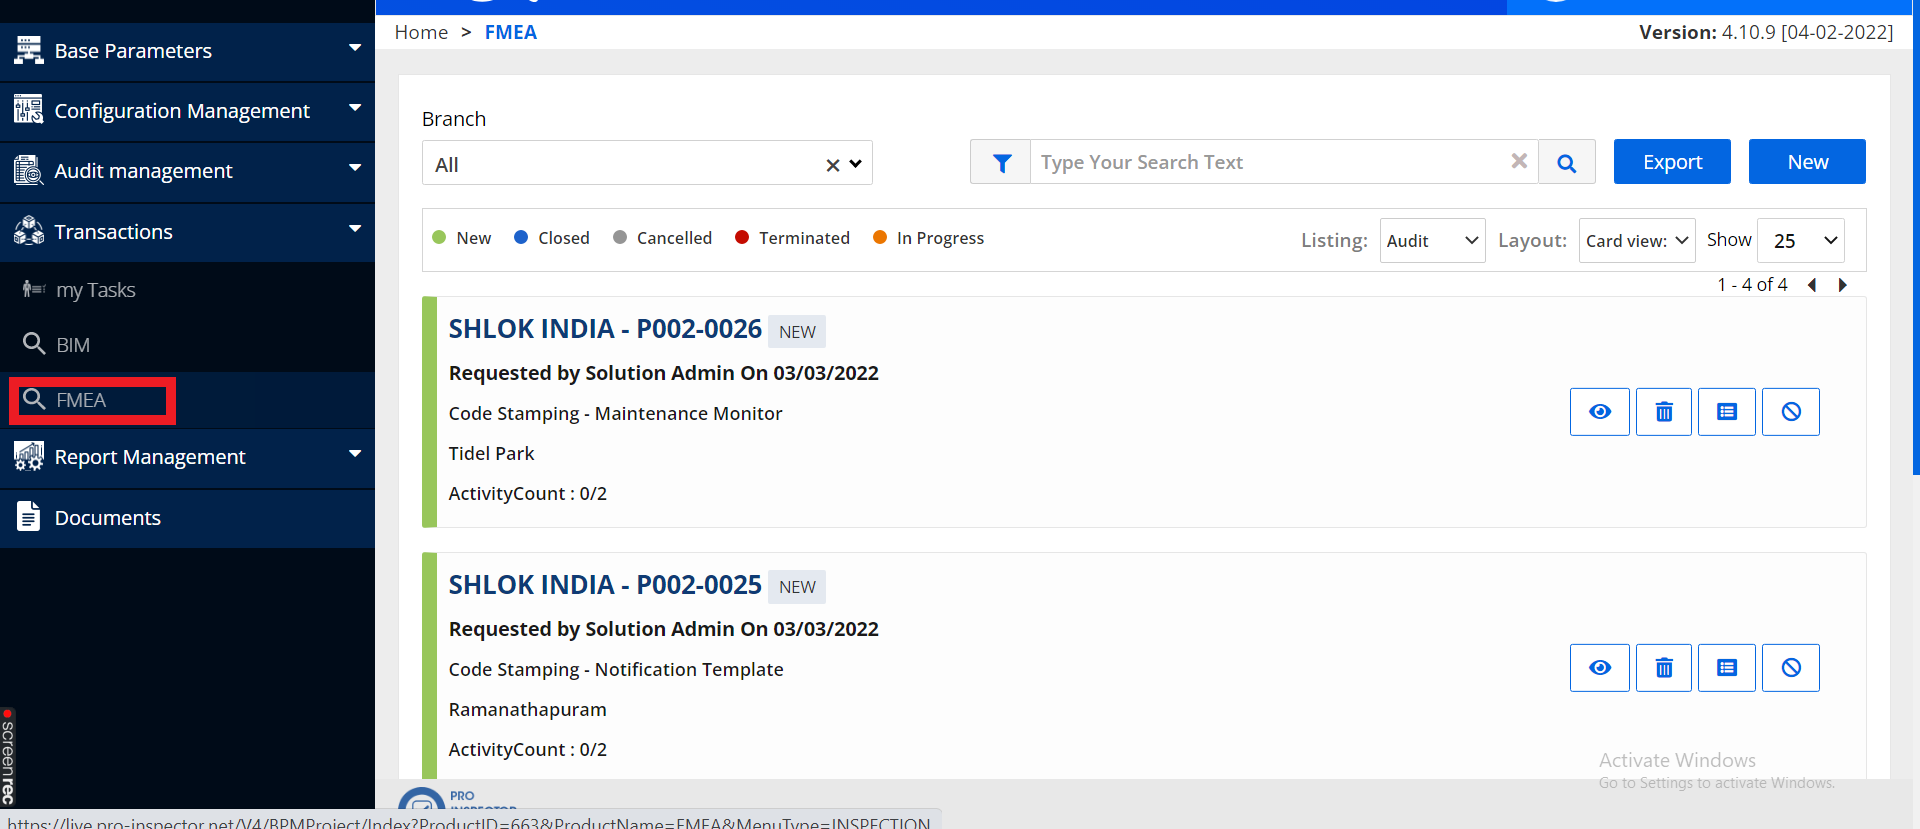 Base Parameters
Configuration Management
Audit management
Transactions
my Tasks
BIM
FMEA
Report Management
Documents
screenrec
Home > FMEA
Version: 4.10.9 [04-02-2022]
Branch
All
Type Your Search Text
Export
New
New
Closed
Cancelled
Terminated
In Progress
Listing:
Audit
Layout:
Card view:
Show
25
1 - 4 of 4
SHLOK INDIA - P002-0026 NEW
Requested by Solution Admin On 03/03/2022
Code Stamping - Maintenance Monitor
Tidel Park
ActivityCount : 0/2
SHLOK INDIA - P002-0025 NEW
Requested by Solution Admin On 03/03/2022
Code Stamping - Notification Template
Ramanathapuram
ActivityCount : 0/2
Activate Windows
Go to Settings to activate Windows.
PRO
INSPECTOR
https://live.pro-inspector.net/V4/BPMProject/Index?ProductID=663&ProductName=FMEA&MenuType=INSPECTION